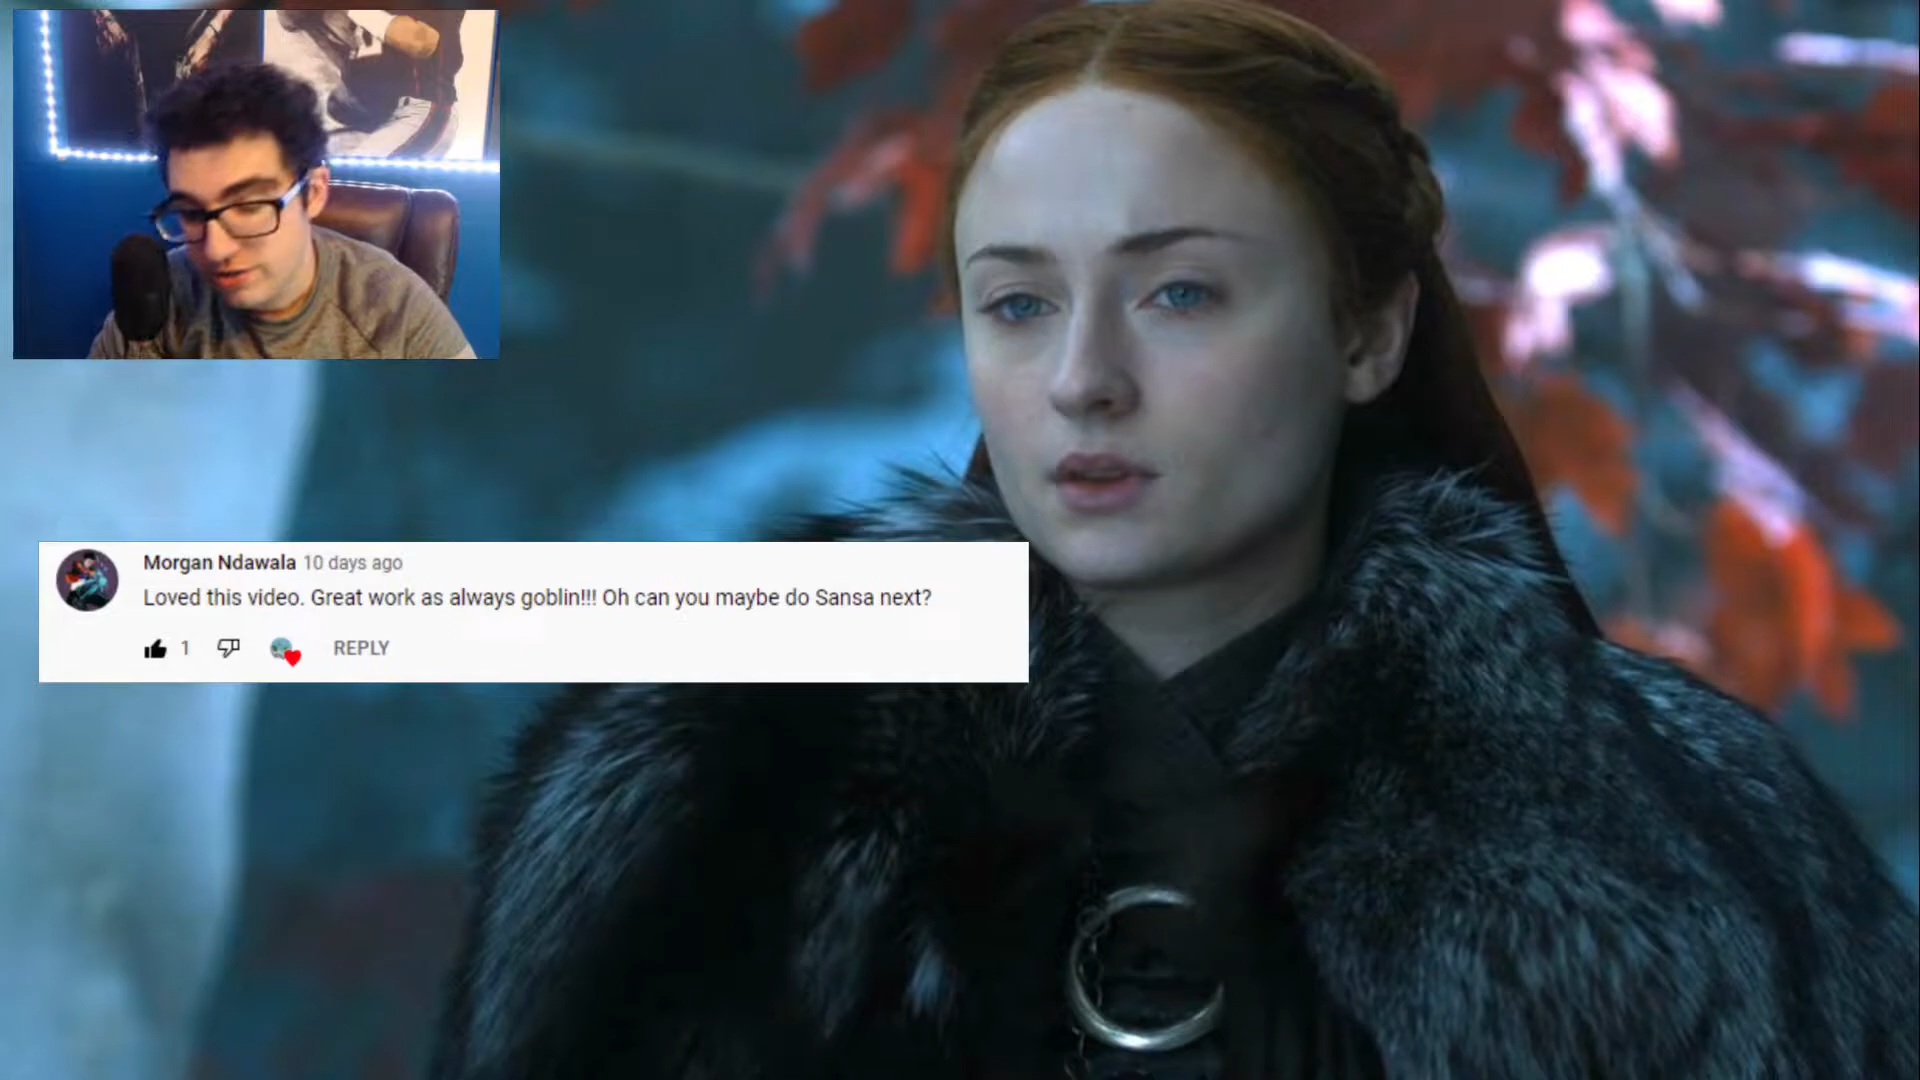 Morgan Ndawala 10 days ago
Loved this video. Great work as always goblin!!! Oh can you maybe do Sansa next?
1 REPLY